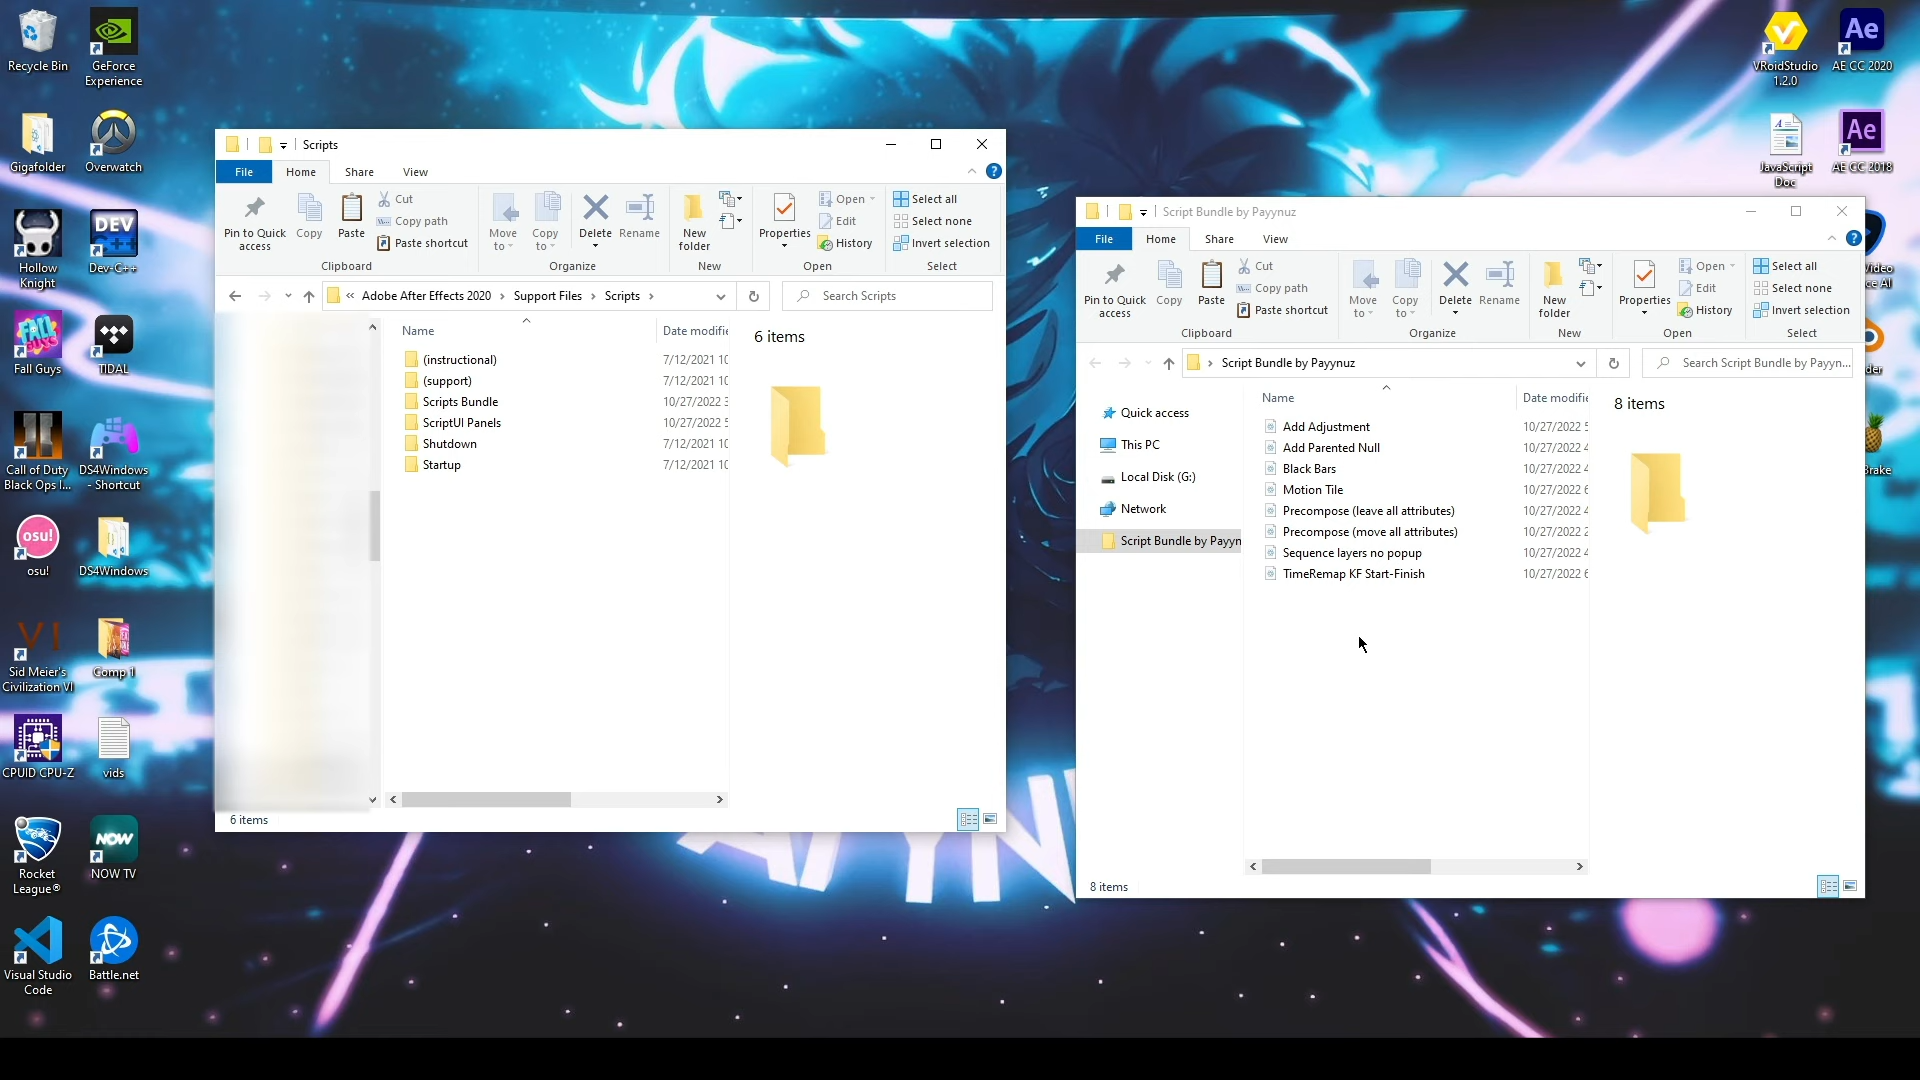 Recycle Bin
GeForce
Experience
Gigafolder
Overwatch
Hollow
Knight
DEV
C++
Dev-C++
Fall Guys
TIDAL
Call of Duty
Black Ops I...
DS4Windows
- Shortcut
osu!
osu!
DS4Windows
VI
Sid Meier's
Civilization VI
Comp 1
CPUID CPU-Z
vids
Rocket
League®
NOW
NOW TV
Visual Studio
Code
Battle.net
Scripts
File
Home
Share
View
Pin to Quick
access
Copy
Paste
Cut
Copy path
Paste shortcut
Clipboard
Move
to
Copy
to
Delete
Rename
Organize
New
folder
New
Properties
Open
Edit
History
Open
Select all
Select none
Invert selection
Select
« Adobe After Effects 2020 > Support Files > Scripts >
Search Scripts
Name
Date modifie
(instructional) 7/12/2021 10
(support) 7/12/2021 10
Scripts Bundle 10/27/2022 3
ScriptUI Panels 10/27/2022 5
Shutdown 7/12/2021 10
Startup 7/12/2021 10
6 items
6 items
VRoidStudio
1.2.0
Ae
AE CC 2020
JavaScript
Doc
Ae
AE CC 2018
Script Bundle by Payynuz
File
Home
Share
View
Pin to Quick
access
Copy
Paste
Cut
Copy path
Paste shortcut
Clipboard
Move
to
Copy
to
Delete
Rename
Organize
New
folder
New
Properties
Open
Edit
History
Open
Select all
Select none
Invert selection
Select
> Script Bundle by Payynuz
Search Script Bundle by Payyn...
Quick access
This PC
Local Disk (G:)
Network
Script Bundle by Payyn
Name
Date modifie
Add Adjustment 10/27/2022 5
Add Parented Null 10/27/2022 4
Black Bars 10/27/2022 4
Motion Tile 10/27/2022 6
Precompose (leave all attributes) 10/27/2022 4
Precompose (move all attributes) 10/27/2022 2
Sequence layers no popup 10/27/2022 4
TimeRemap KF Start-Finish 10/27/2022 6
8 items
8 items